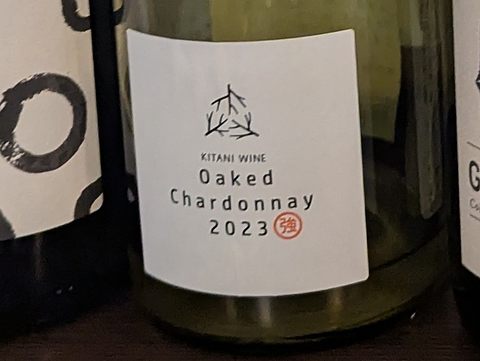 KITANI WINE
Oaked
Chardonnay
2023 強